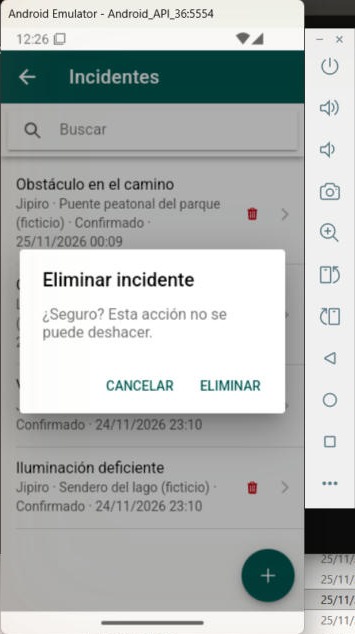 Android Emulator - Android_API_36:5554
12:26
Incidentes
Buscar
Obstáculo en el camino
Jipiro · Puente peatonal del parque
(ficticio) · Confirmado ·
25/11/2026 00:09
Eliminar incidente
¿Seguro? Esta acción no se
puede deshacer.
CANCELAR ELIMINAR
Confirmado · 24/11/2026 23:10
Iluminación deficiente
Jipiro · Sendero del lago (ficticio) ·
Confirmado · 24/11/2026 23:10
25/11/
25/11/
25/11/
25/11/